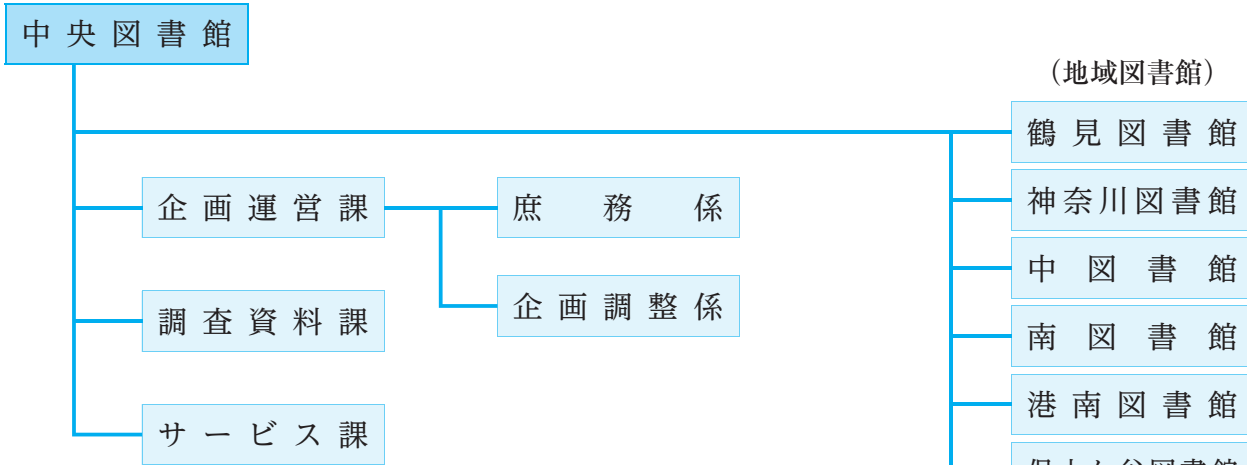 中央図書館
(地域図書館)
鶴見図書館
企画運営課
庶務係
神奈川図書館
中図書館
調査資料課
企画調整係
南図書館
港南図書館
サービス課